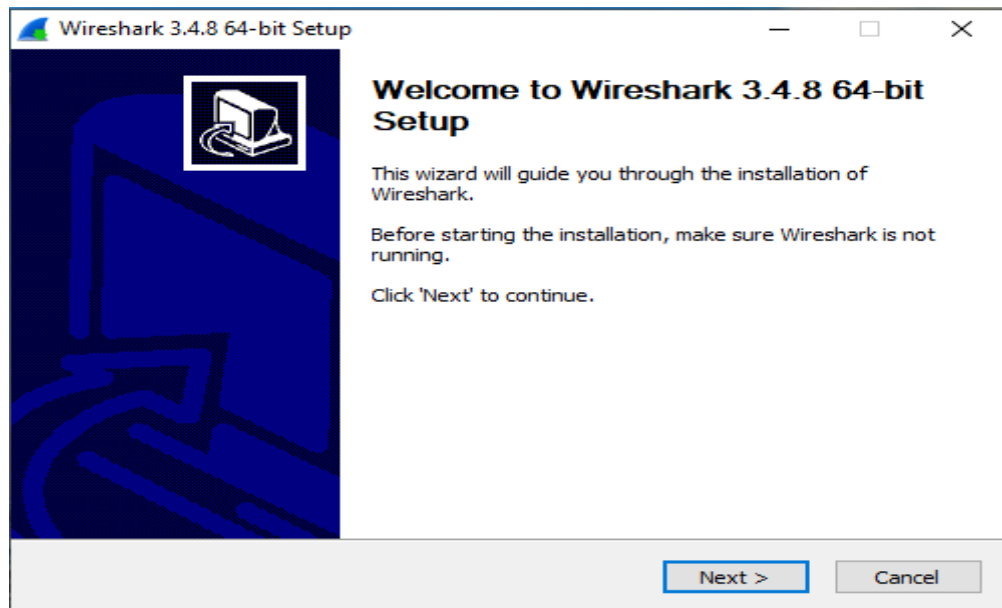 Wireshark 3.4.8 64-bit Setup
Welcome to Wireshark 3.4.8 64-bit
Setup
This wizard will guide you through the installation of
Wireshark.
Before starting the installation, make sure Wireshark is not
running.
Click 'Next' to continue.
Next >
Cancel